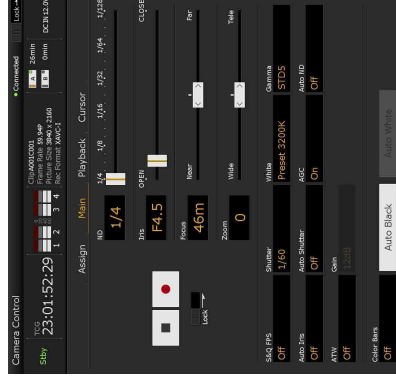 Camera Control
Connected
Lock
Stby
TCG
23:01:52:29
1 2 3 4
Clip A001C001
Frame Rate 59.94P
Picture Size 3840 x 2160
Rec Format XAVC-I
A 26min
B 0min
DC IN 12.0
Assign Main Playback Cursor
Lock
ND
1/4
1/4 1/8 1/16 1/32 1/64 1/128
Iris
F4.5
OPEN
CLOSE
Focus
46m
Near
Far
Zoom
0
Wide
Tele
S&Q FPS
Off
Shutter
1/60
White
Preset 3200K
Gamma
STD5
Auto Iris
Off
Auto Shutter
Off
AGC
On
Auto ND
Off
ATW
Off
Gain
12dB
Color Bars
Off
Auto Black
Auto White